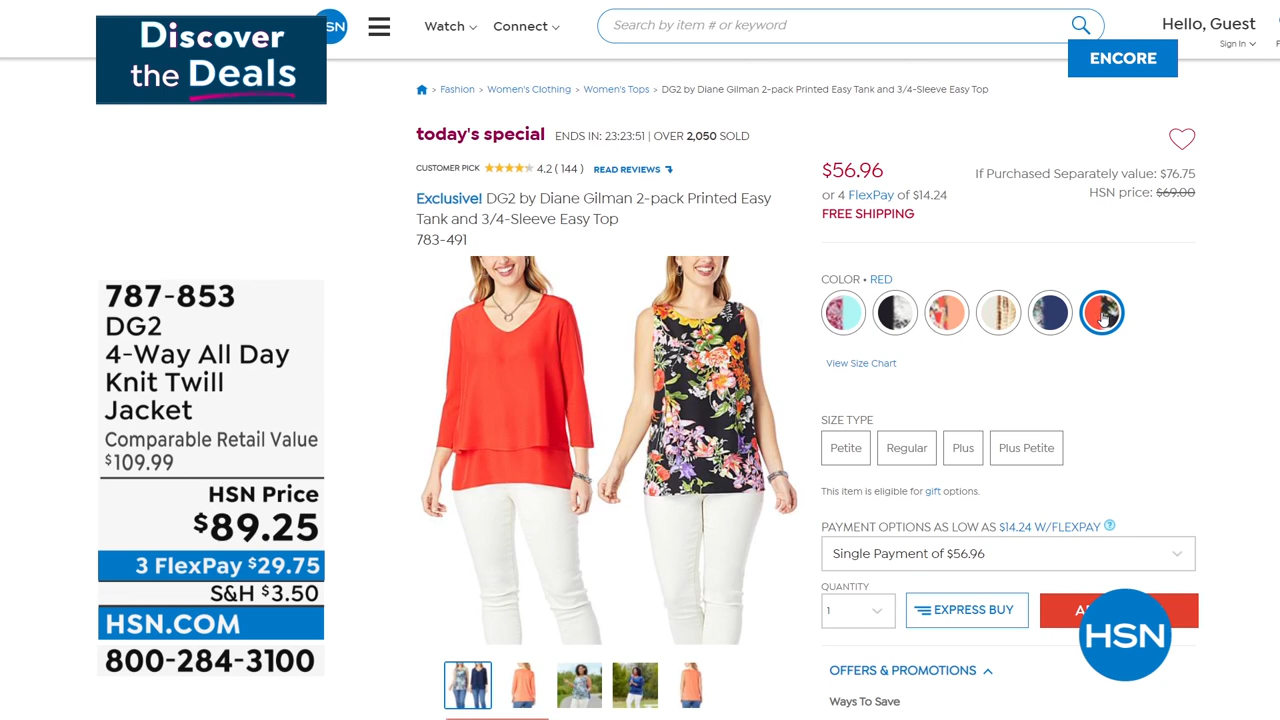 Discover
the Deals
SN
Watch
Connect
Search by item # or keyword
Hello, Guest
Sign In
F
ENCORE
> Fashion > Women's Clothing > Women's Tops > DG2 by Diane Gilman 2-pack Printed Easy Tank and 3/4-Sleeve Easy Top
today's special ENDS IN: 23:23:51 | OVER 2,050 SOLD
CUSTOMER PICK 4.2 ( 144 ) READ REVIEWS
Exclusive! DG2 by Diane Gilman 2-pack Printed Easy
Tank and 3/4-Sleeve Easy Top
783-491
$56.96
or 4 FlexPay of $14.24
FREE SHIPPING
If Purchased Separately value: $76.75
HSN price: $69.00
COLOR • RED
View Size Chart
SIZE TYPE
Petite
Regular
Plus
Plus Petite
This item is eligible for gift options.
PAYMENT OPTIONS AS LOW AS $14.24 W/FLEXPAY ?
Single Payment of $56.96
QUANTITY
1
EXPRESS BUY
A
HSN
OFFERS & PROMOTIONS
Ways To Save
787-853
DG2
4-Way All Day
Knit Twill
Jacket
Comparable Retail Value
$109.99
HSN Price
$89.25
3 FlexPay $29.75
S&H $3.50
HSN.COM
800-284-3100